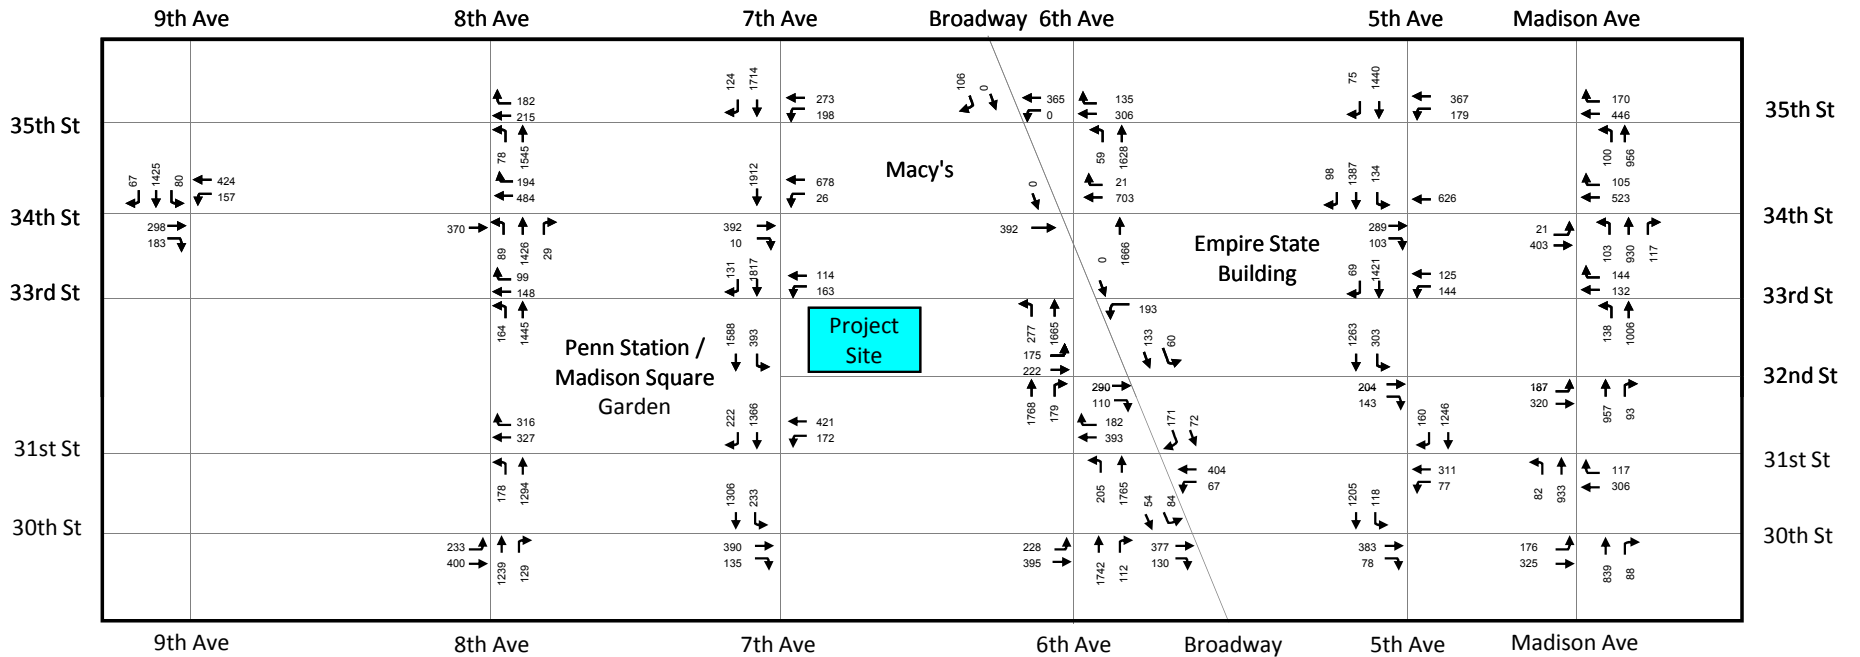 9th Ave 8th Ave 7th Ave Broadway 6th Ave 5th Ave Madison Ave
35th St 35th St
34th St 34th St
33rd St 33rd St
32nd St
31st St 31st St
30th St 30th St
124 1714 106 0 75 1440
182 273 365 135 367 170
215 198 0 306 179 446
78 1545 59 1628 100 956
Macy's
67 1425 80 424 194 1912 678 0 21 98 1387 134 105
157 484 26 703 626 523
298 370 392 392 289 21
183 10 103 403
89 1426 29 1666 103 930 117
Empire State
Building
99 131 1817 114 0 69 1421 125 144
148 163 193 144 132
164 1445 277 1665 138 1006
Project
Site
Penn Station /
Madison Square
Garden
1588 393 175 133 60 1263 303
222 290 204 187
1768 179 110 143 320 957 93
316 222 1366 421 182 171 72 160 1246
327 172 393
178 1294 205 1765 404 311 82 933 117
67 77 306
1306 233 54 84 1205 118
233 390 228 377 383 176
400 135 395 130 78 325
1239 129 1742 112 839 88
9th Ave 8th Ave 7th Ave 6th Ave Broadway 5th Ave Madison Ave